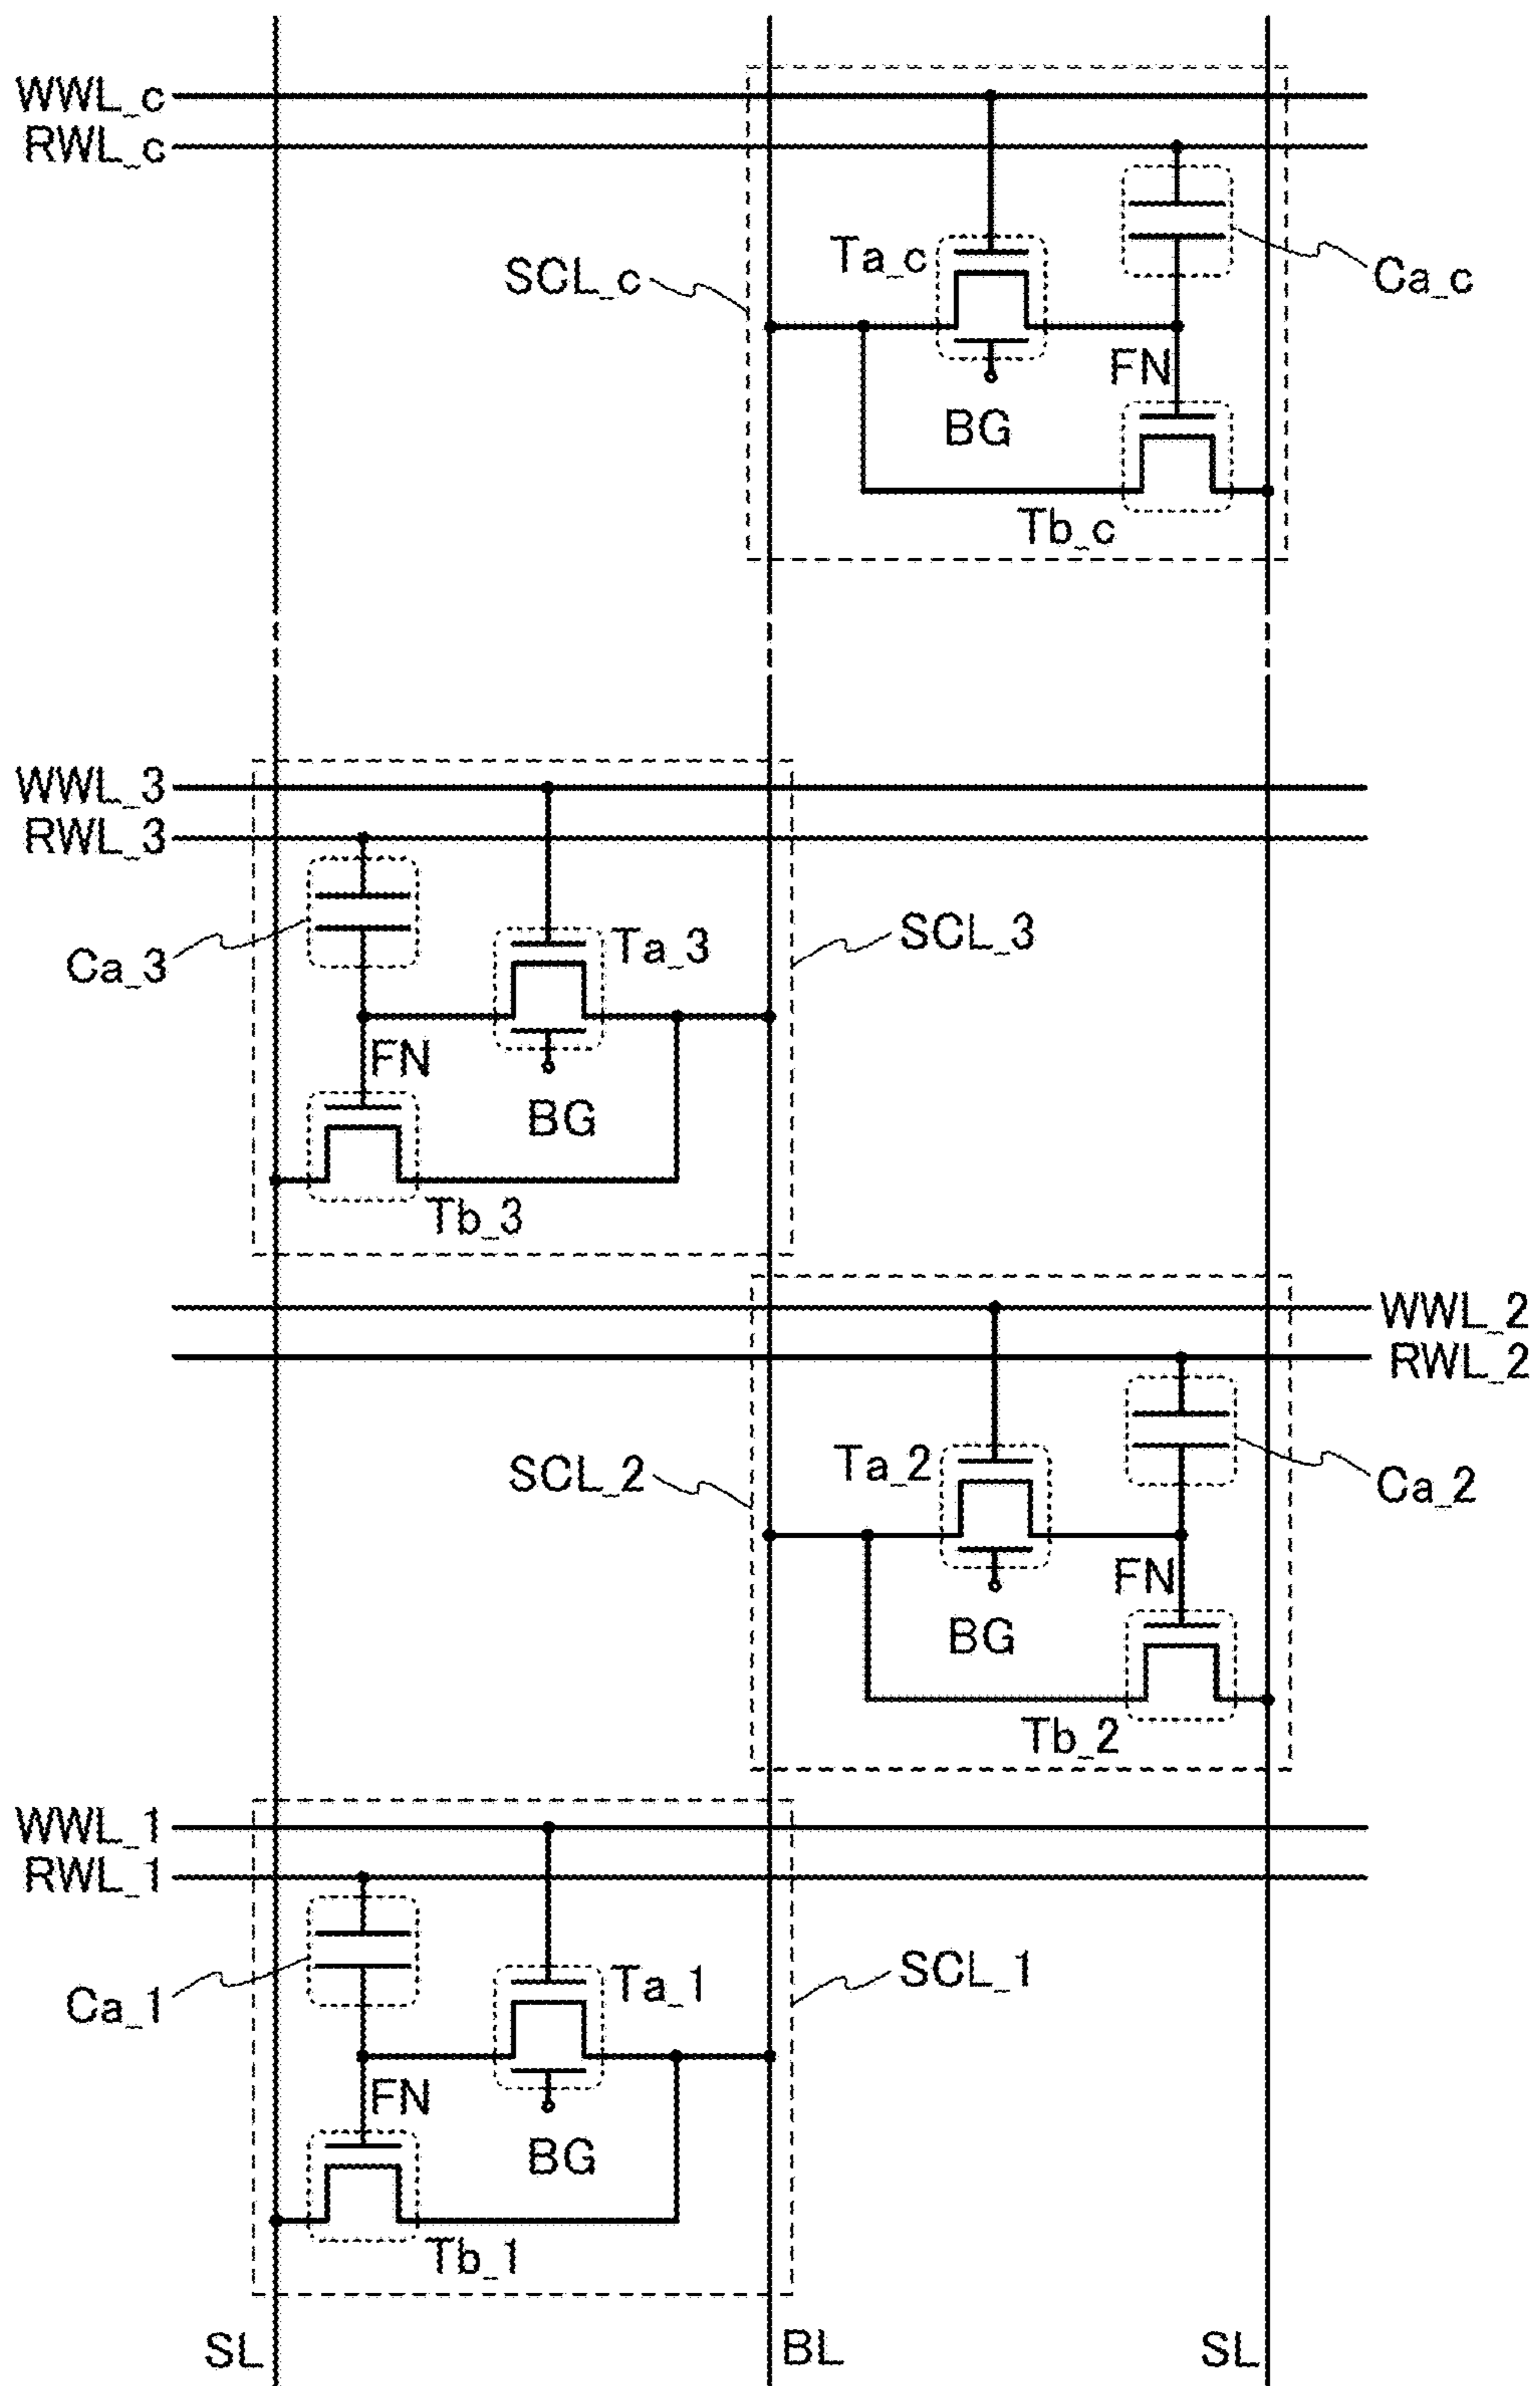 WWL_c
RWL_c
Ta_c
SCL_c
Ca_c
FN
BG
Tb_c
WWL_3
RWL_3
Ta_3
SCL_3
Ca_3
FN
BG
Tb_3
WWL_2
RWL_2
Ta_2
SCL_2
Ca_2
FN
BG
Tb_2
WWL_1
RWL_1
Ta_1
SCL_1
Ca_1
FN
BG
Tb_1
SL
BL
SL